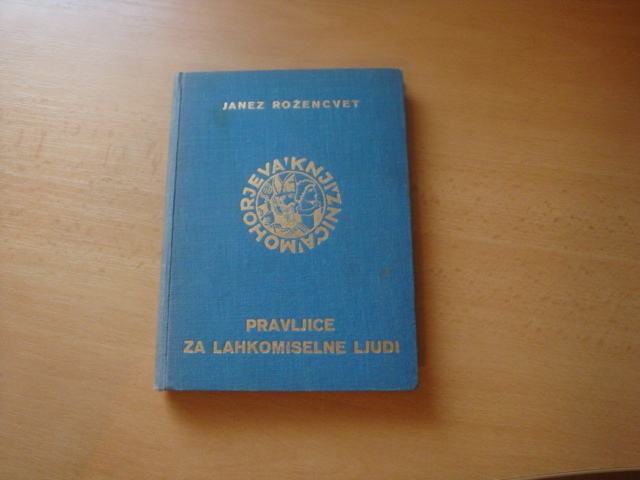 JANEZ ROŽENCVET
MOHORJEVA KNJIŽNICA
PRAVLJICE
ZA LAHKOMISELNE LJUDI